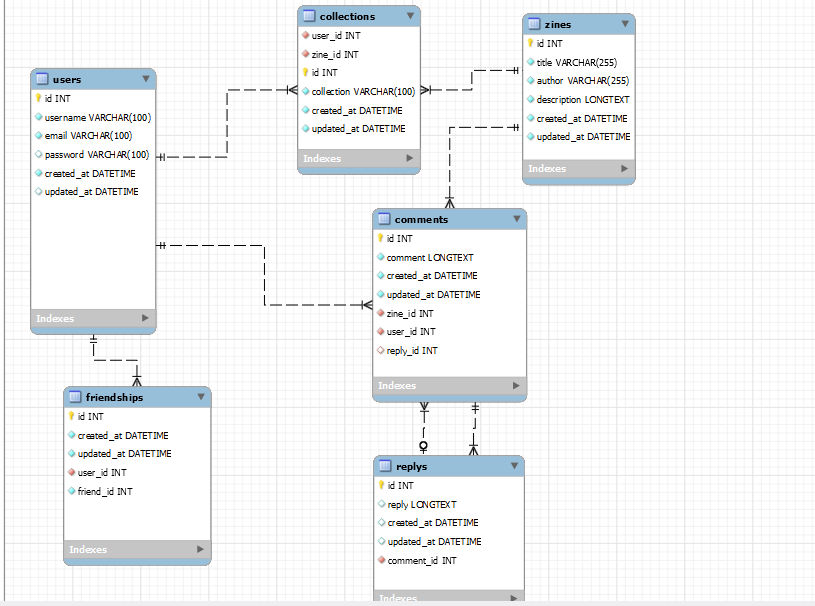 collections
user_id INT
zine_id INT
id INT
collection VARCHAR(100)
created_at DATETIME
updated_at DATETIME
Indexes
zines
id INT
title VARCHAR(255)
author VARCHAR(255)
description LONGTEXT
created_at DATETIME
updated_at DATETIME
Indexes
users
id INT
username VARCHAR(100)
email VARCHAR(100)
password VARCHAR(100)
created_at DATETIME
updated_at DATETIME
Indexes
comments
id INT
comment LONGTEXT
created_at DATETIME
updated_at DATETIME
zine_id INT
user_id INT
reply_id INT
Indexes
friendships
id INT
created_at DATETIME
updated_at DATETIME
user_id INT
friend_id INT
Indexes
replys
id INT
reply LONGTEXT
created_at DATETIME
updated_at DATETIME
comment_id INT
Indexes